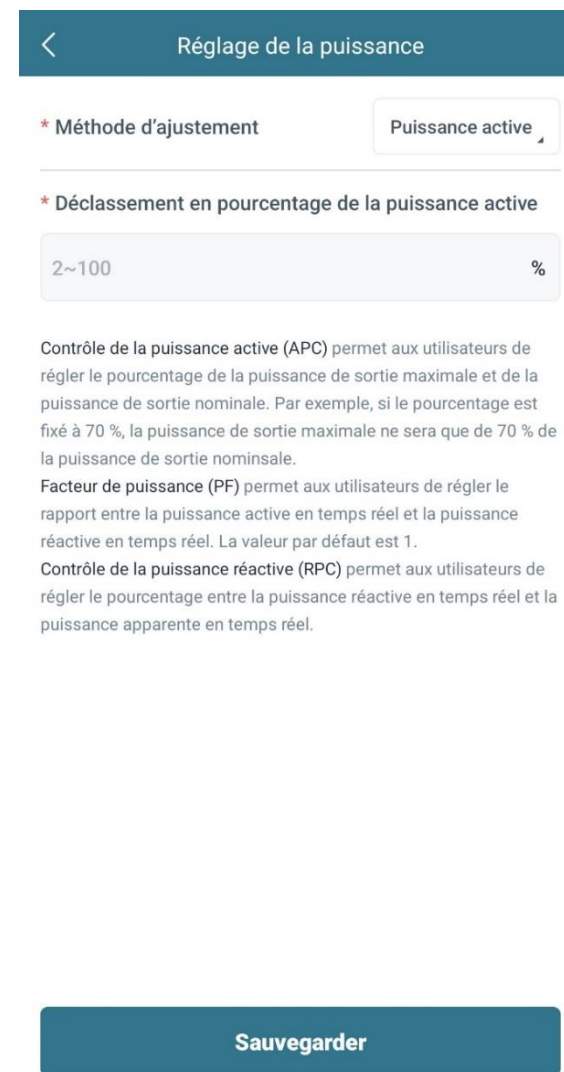 Réglage de la puissance
* Méthode d’ajustement
Puissance active
* Déclassement en pourcentage de la puissance active
2~100 %
Contrôle de la puissance active (APC) permet aux utilisateurs de
régler le pourcentage de la puissance de sortie maximale et de la
puissance de sortie nominale. Par exemple, si le pourcentage est
fixé à 70 %, la puissance de sortie maximale ne sera que de 70 % de
la puissance de sortie nominsale.
Facteur de puissance (PF) permet aux utilisateurs de régler le
rapport entre la puissance active en temps réel et la puissance
réactive en temps réel. La valeur par défaut est 1.
Contrôle de la puissance réactive (RPC) permet aux utilisateurs de
régler le pourcentage entre la puissance réactive en temps réel et la
puissance apparente en temps réel.
Sauvegarder